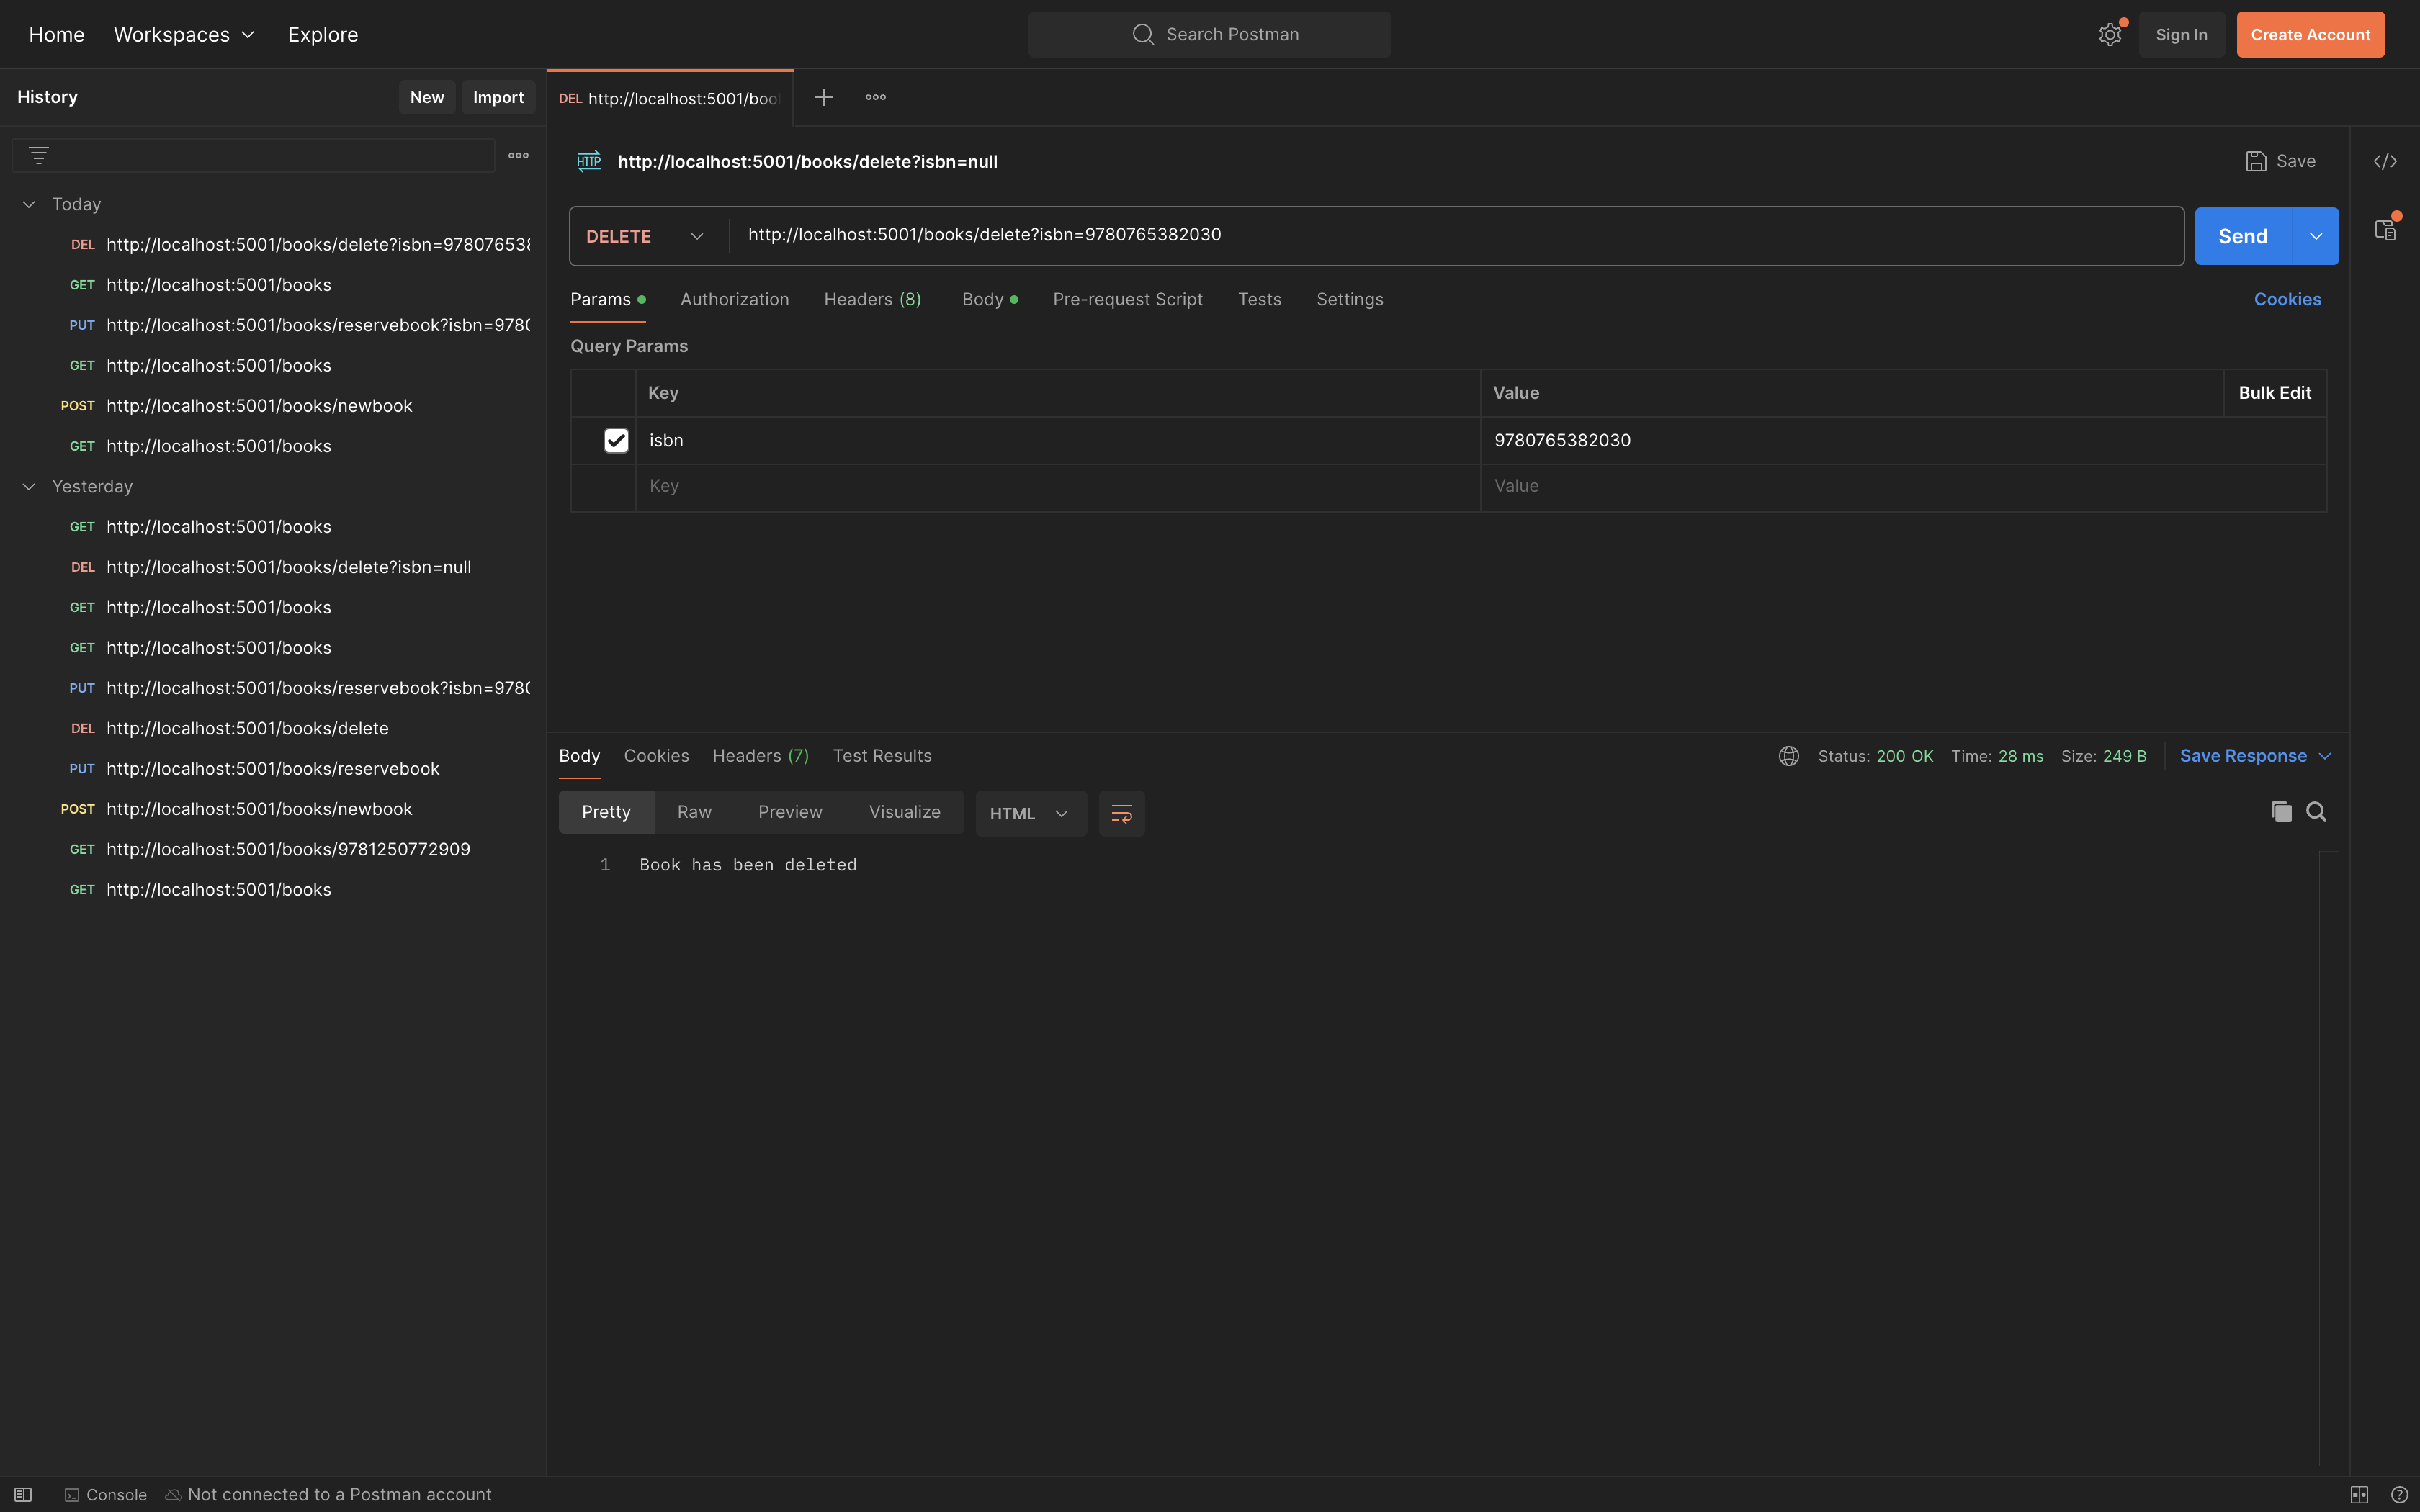 Home Workspaces Explore Search Postman Sign In Create Account
History New Import
DEL http://localhost:5001/boo
HTTP http://localhost:5001/books/delete?isbn=null Save
DELETE http://localhost:5001/books/delete?isbn=9780765382030 Send
Params Authorization Headers (8) Body Pre-request Script Tests Settings Cookies
Query Params
Key Value Bulk Edit
isbn 9780765382030
Key Value
Today
DEL http://localhost:5001/books/delete?isbn=978076538
GET http://localhost:5001/books
PUT http://localhost:5001/books/reservebook?isbn=9780
GET http://localhost:5001/books
POST http://localhost:5001/books/newbook
GET http://localhost:5001/books
Yesterday
GET http://localhost:5001/books
DEL http://localhost:5001/books/delete?isbn=null
GET http://localhost:5001/books
GET http://localhost:5001/books
PUT http://localhost:5001/books/reservebook?isbn=9780
DEL http://localhost:5001/books/delete
PUT http://localhost:5001/books/reservebook
POST http://localhost:5001/books/newbook
GET http://localhost:5001/books/9781250772909
GET http://localhost:5001/books
Body Cookies Headers (7) Test Results Status: 200 OK Time: 28 ms Size: 249 B Save Response
Pretty Raw Preview Visualize HTML
1 Book has been deleted
Console Not connected to a Postman account